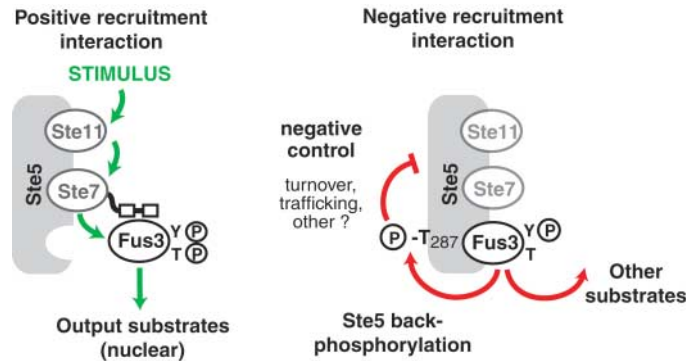 Positive recruitment
interaction
STIMULUS
Ste11
Ste5
Ste7
Fus3
Y P
T P
Output substrates
(nuclear)
Negative recruitment
interaction
negative
control
turnover,
trafficking,
other ?
Ste11
Ste5
Ste7
P -T287 Fus3
Y P
T
Other
substrates
Ste5 back-
phosphorylation